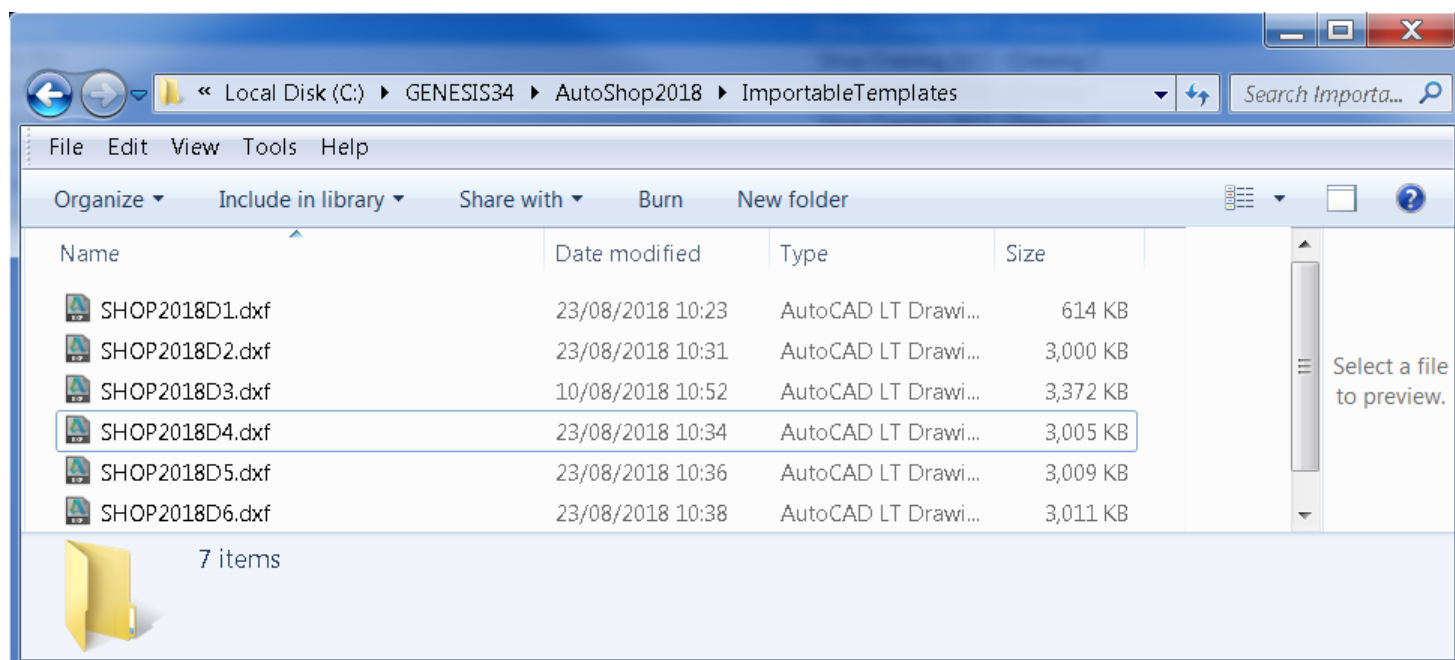 « Local Disk (C:) ▸ GENESIS34 ▸ AutoShop2018 ▸ ImportableTemplates Search Importa...
File Edit View Tools Help
Organize Include in library Share with Burn New folder
Name Date modified Type Size
SHOP2018D1.dxf 23/08/2018 10:23 AutoCAD LT Drawi... 614 KB
SHOP2018D2.dxf 23/08/2018 10:31 AutoCAD LT Drawi... 3,000 KB
SHOP2018D3.dxf 10/08/2018 10:52 AutoCAD LT Drawi... 3,372 KB
SHOP2018D4.dxf 23/08/2018 10:34 AutoCAD LT Drawi... 3,005 KB
SHOP2018D5.dxf 23/08/2018 10:36 AutoCAD LT Drawi... 3,009 KB
SHOP2018D6.dxf 23/08/2018 10:38 AutoCAD LT Drawi... 3,011 KB
Select a file
to preview.
7 items